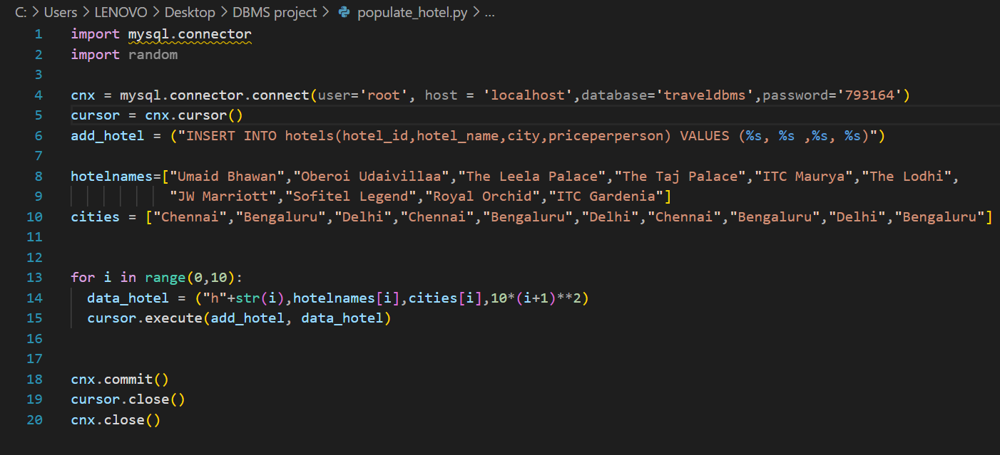 C: > Users > LENOVO > Desktop > DBMS project > populate_hotel.py > ...
1 import mysql.connector
2 import random
3
4 cnx = mysql.connector.connect(user='root', host = 'localhost',database='traveldbms',password='793164')
5 cursor = cnx.cursor()
6 add_hotel = ("INSERT INTO hotels(hotel_id,hotel_name,city,priceperperson) VALUES (%s, %s ,%s, %s)")
7
8 hotelnames=["Umaid Bhawan","Oberoi Udaivillaa","The Leela Palace","The Taj Palace","ITC Maurya","The Lodhi",
9             "JW Marriott","Sofitel Legend","Royal Orchid","ITC Gardenia"]
10 cities = ["Chennai","Bengaluru","Delhi","Chennai","Bengaluru","Delhi","Chennai","Bengaluru","Delhi","Bengaluru"]
11
12
13 for i in range(0,10):
14   data_hotel = ("h"+str(i),hotelnames[i],cities[i],10*(i+1)**2)
15   cursor.execute(add_hotel, data_hotel)
16
17
18 cnx.commit()
19 cursor.close()
20 cnx.close()